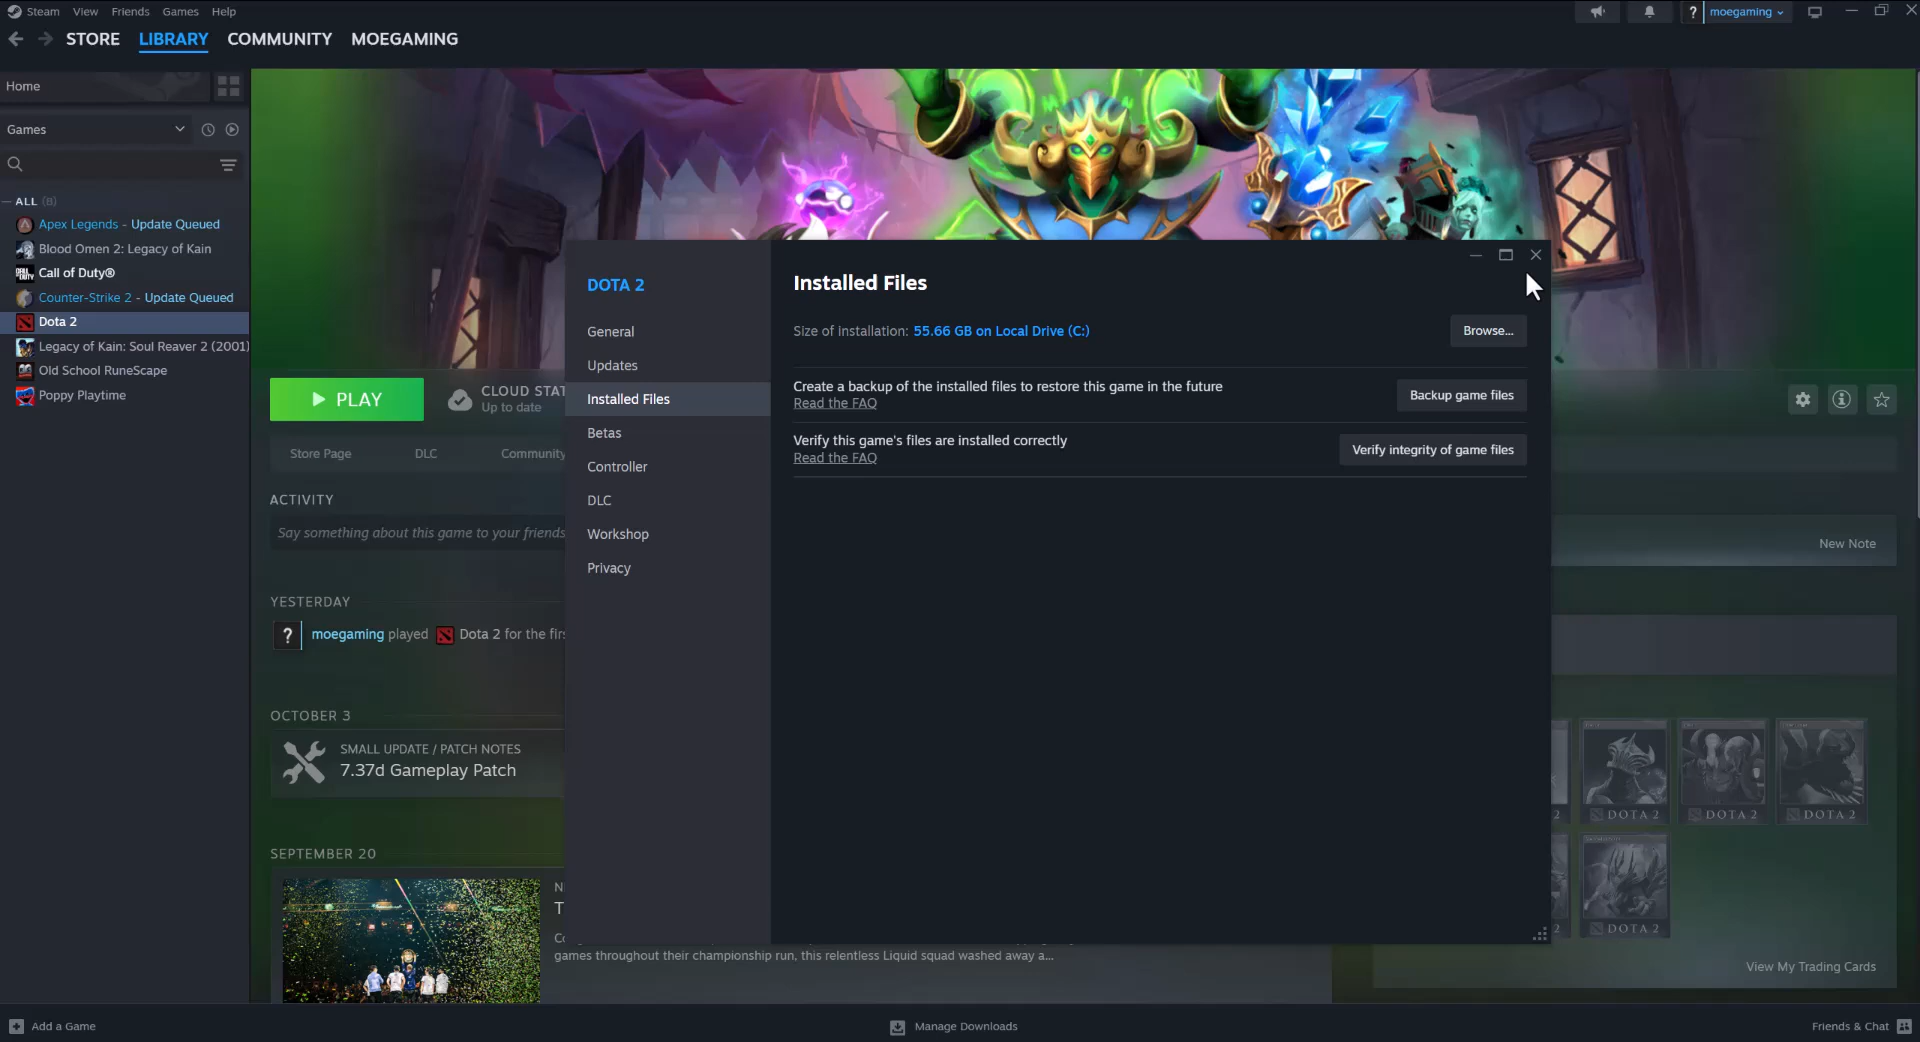 Steam View Friends Games Help
moegaming
STORE LIBRARY COMMUNITY MOEGAMING
Home
Games
ALL (8)
Apex Legends - Update Queued
Blood Omen 2: Legacy of Kain
Call of Duty®
Counter-Strike 2 - Update Queued
Dota 2
Legacy of Kain: Soul Reaver 2 (2001)
Old School RuneScape
Poppy Playtime
PLAY
CLOUD STAT
Up to date
Store Page DLC Community
ACTIVITY
Say something about this game to your friends
YESTERDAY
? moegaming played Dota 2 for the firs
OCTOBER 3
SMALL UPDATE / PATCH NOTES
7.37d Gameplay Patch
SEPTEMBER 20
games throughout their championship run, this relentless Liquid squad washed away a...
DOTA 2
General
Updates
Installed Files
Betas
Controller
DLC
Workshop
Privacy
Installed Files
Size of installation: 55.66 GB on Local Drive (C:)
Browse...
Create a backup of the installed files to restore this game in the future
Read the FAQ
Backup game files
Verify this game's files are installed correctly
Read the FAQ
Verify integrity of game files
New Note
2 DOTA 2 DOTA 2 DOTA 2
2 DOTA 2
View My Trading Cards
Add a Game
Manage Downloads
Friends & Chat